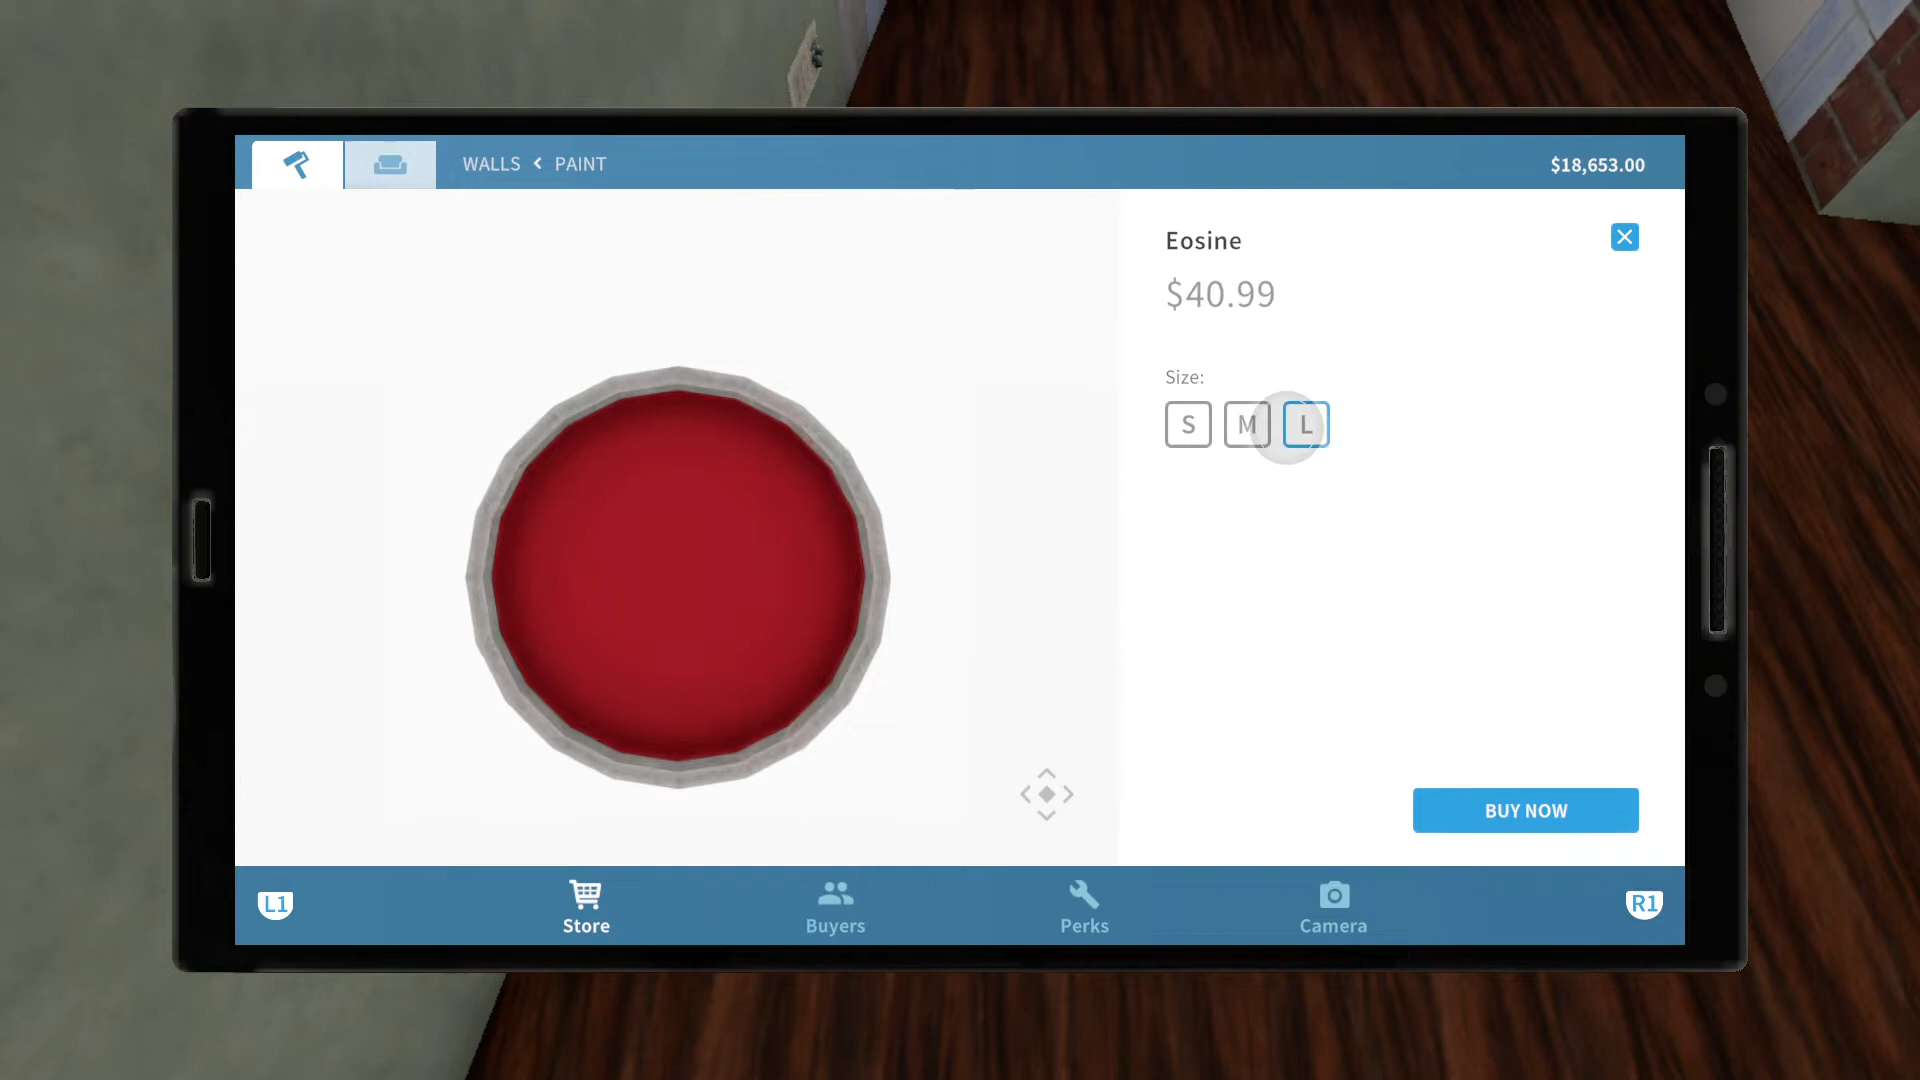 WALLS < PAINT
$18,653.00
Eosine
$40.99
Size:
S M L
BUY NOW
L1
Store
Buyers
Perks
Camera
R1